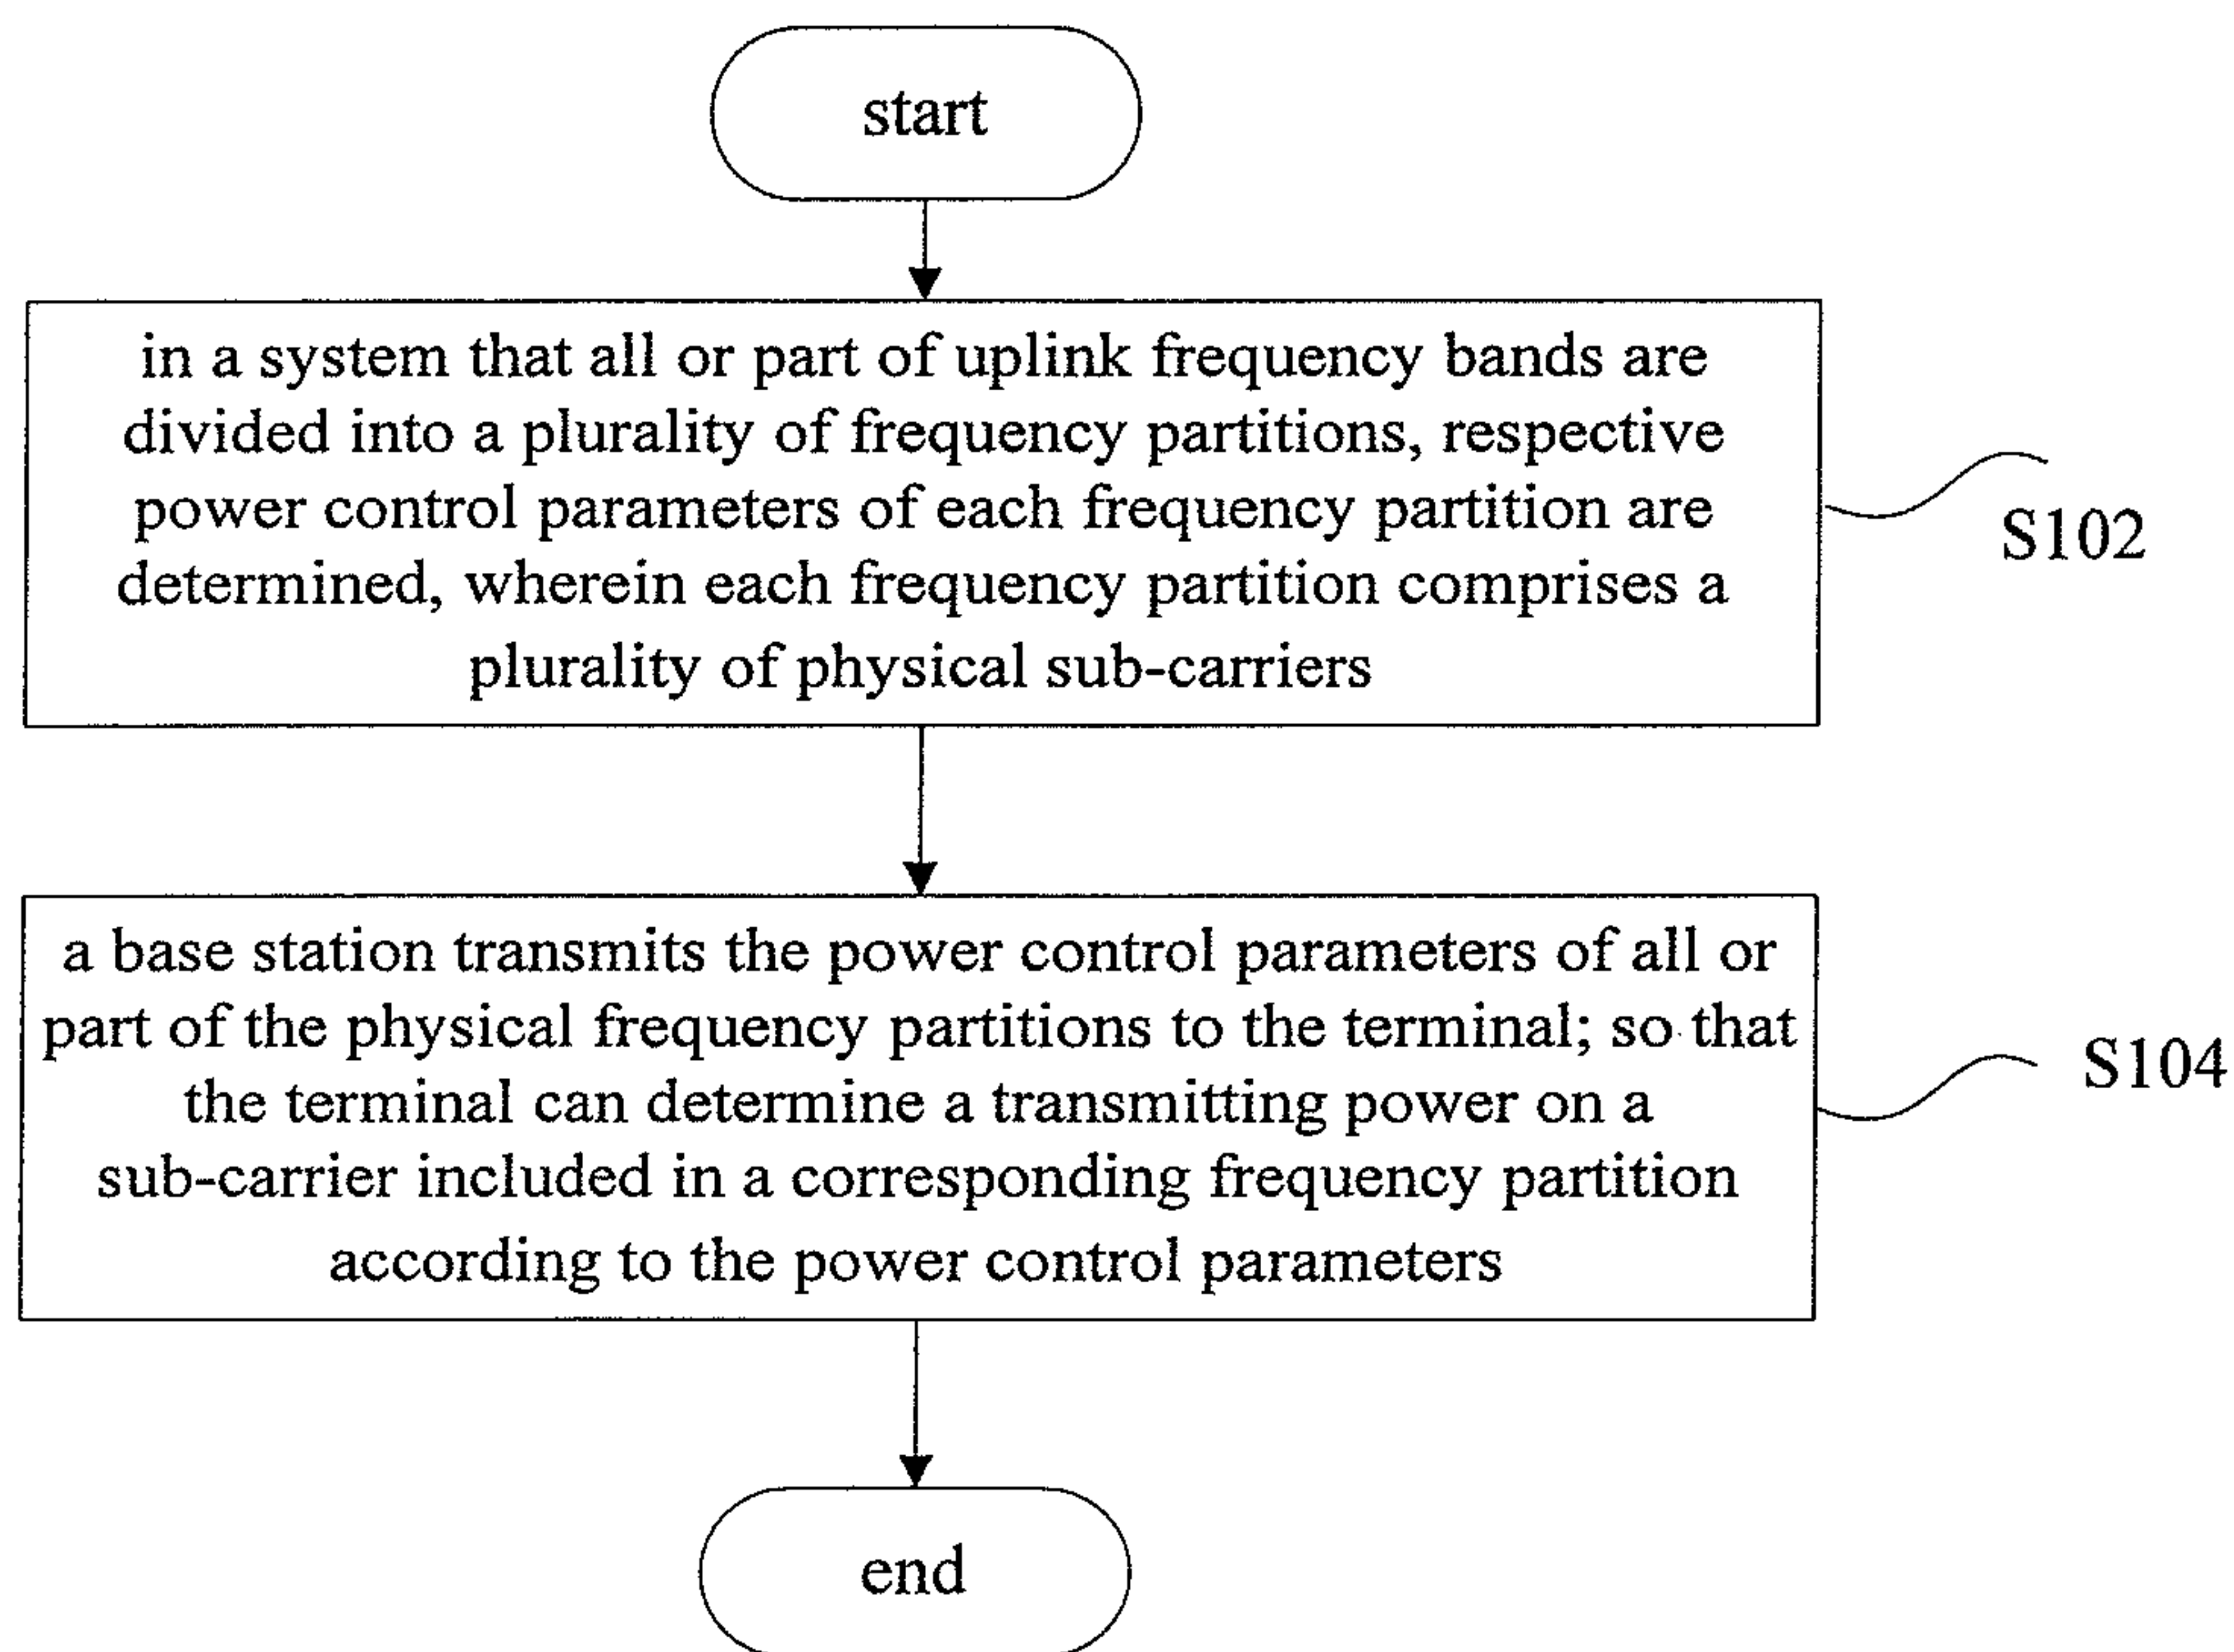 start
in a system that all or part of uplink frequency bands are
divided into a plurality of frequency partitions, respective
power control parameters of each frequency partition are
determined, wherein each frequency partition comprises a
plurality of physical sub-carriers
S102
a base station transmits the power control parameters of all or
part of the physical frequency partitions to the terminal; so that
the terminal can determine a transmitting power on a
sub-carrier included in a corresponding frequency partition
according to the power control parameters
S104
end